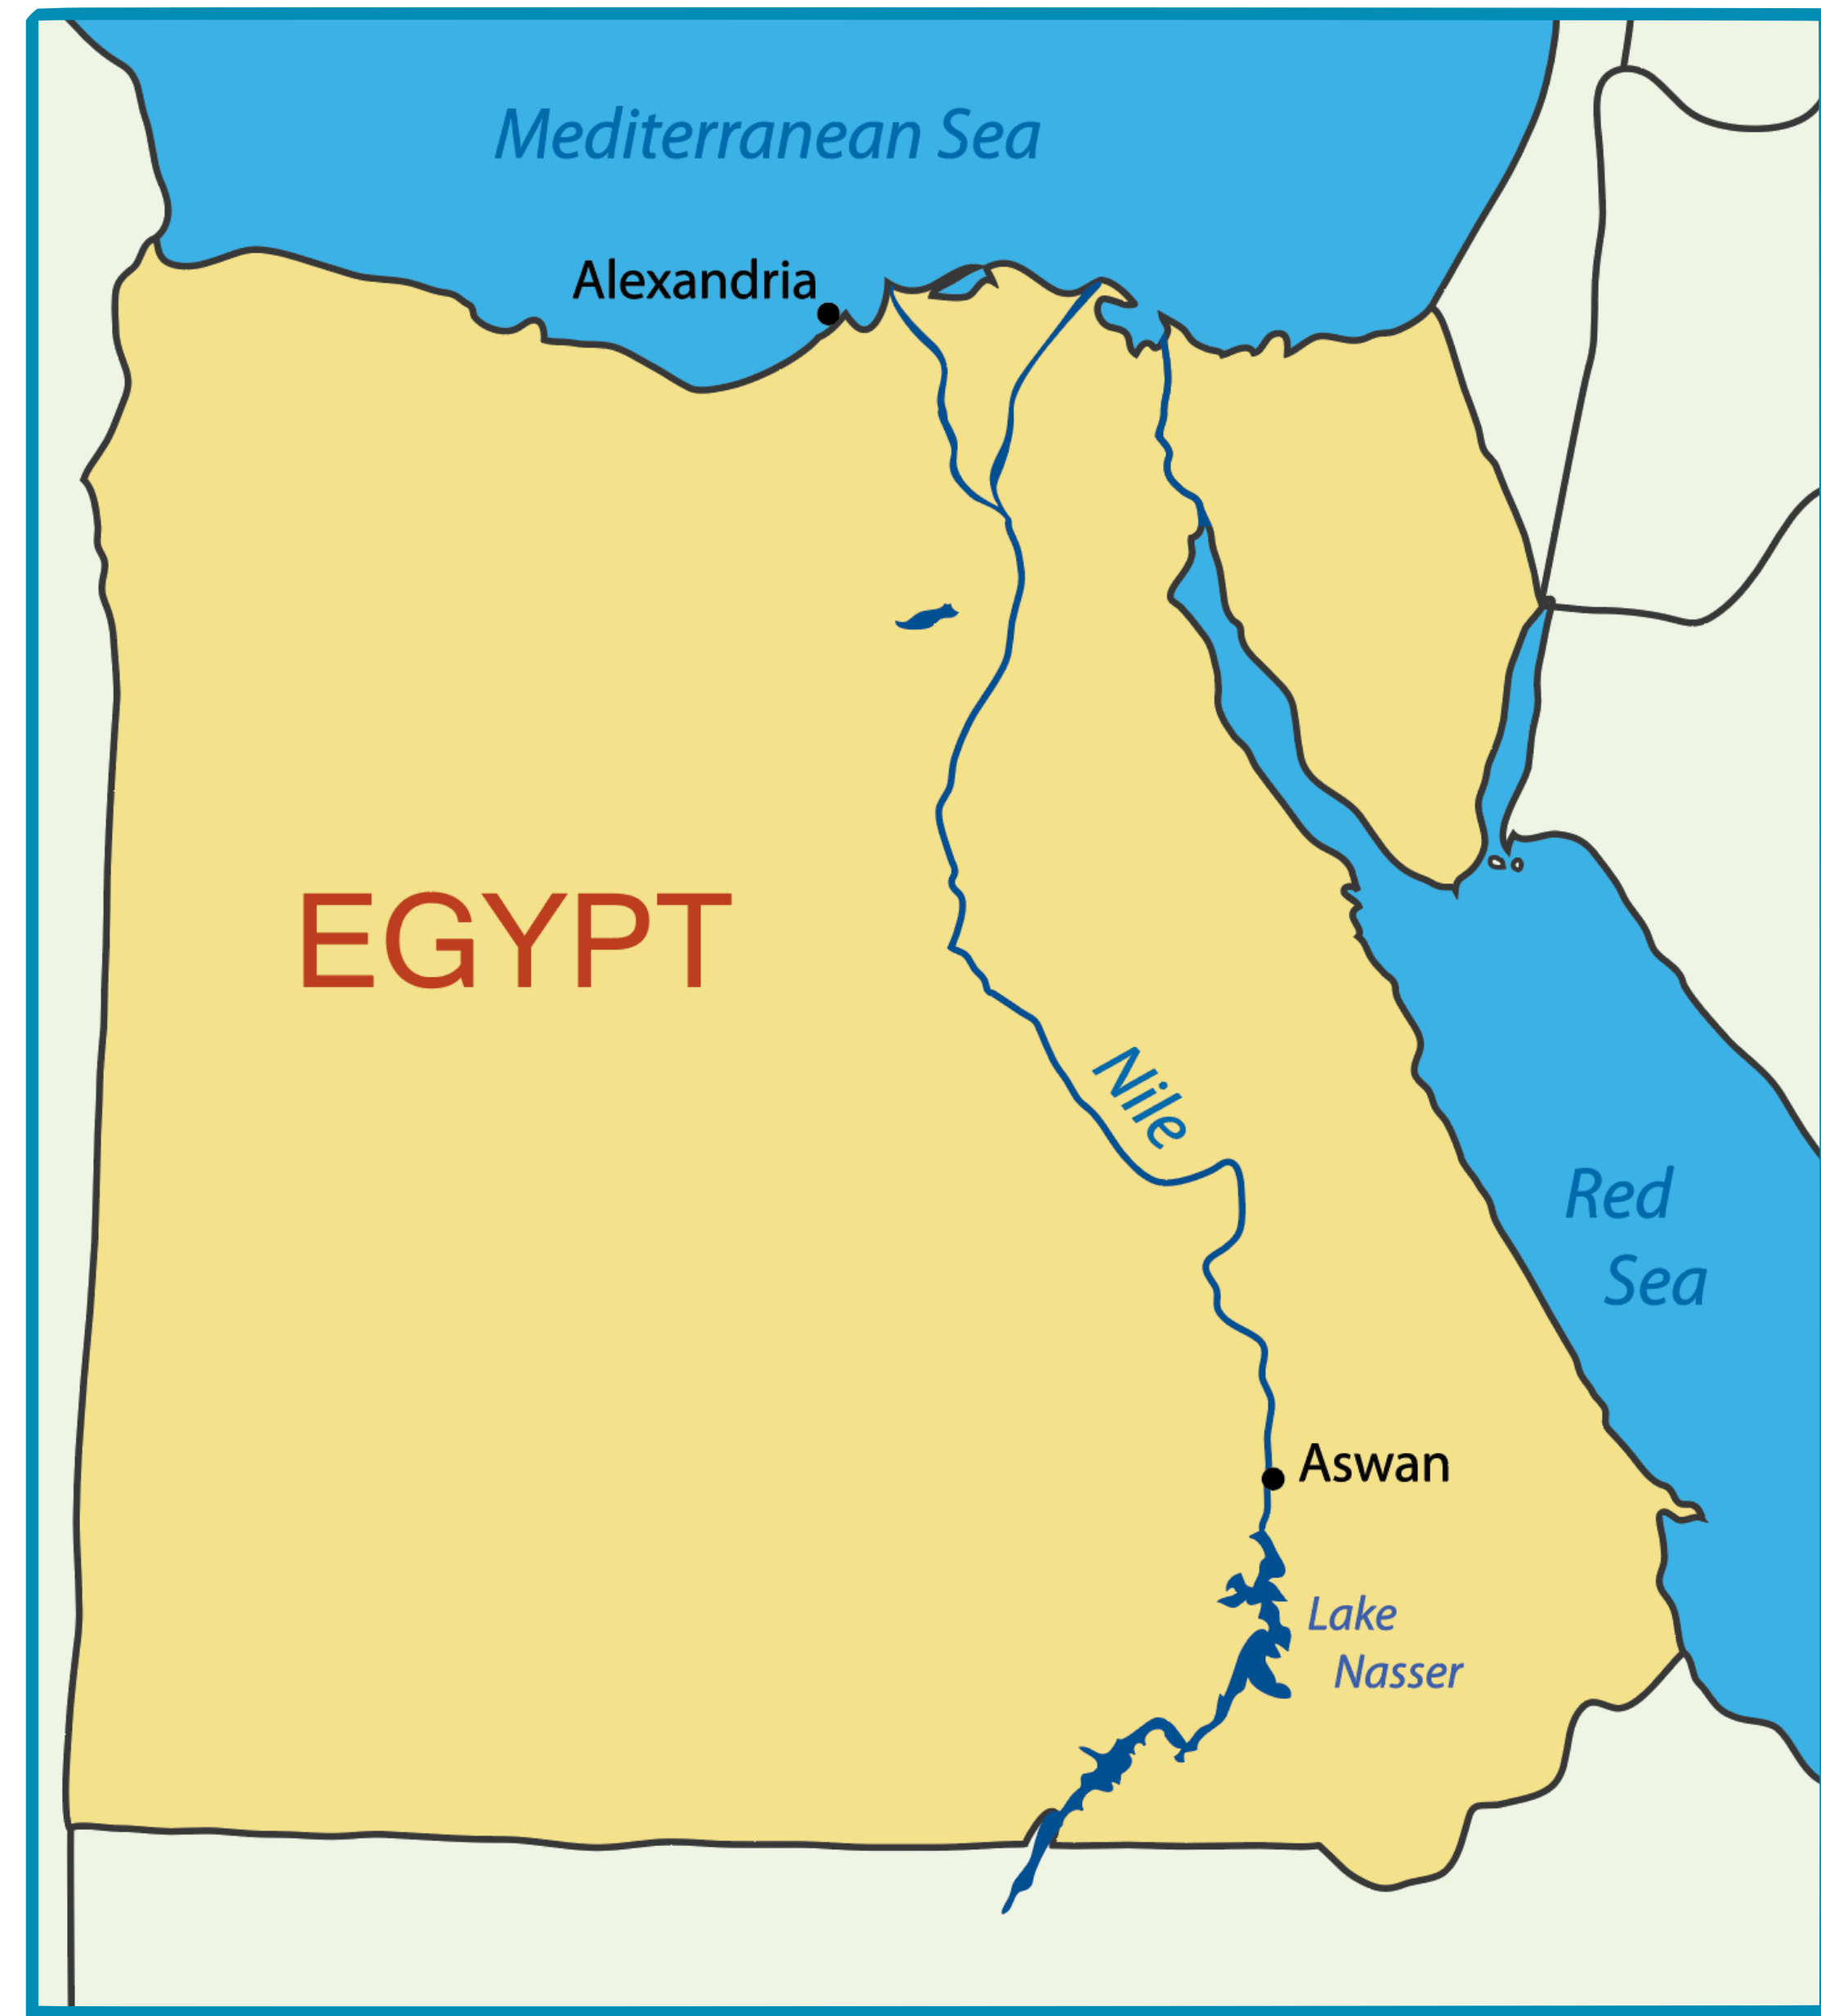 Mediterranean Sea
Alexandria
EGYPT
Nile
Red
Sea
Aswan
Lake
Nasser